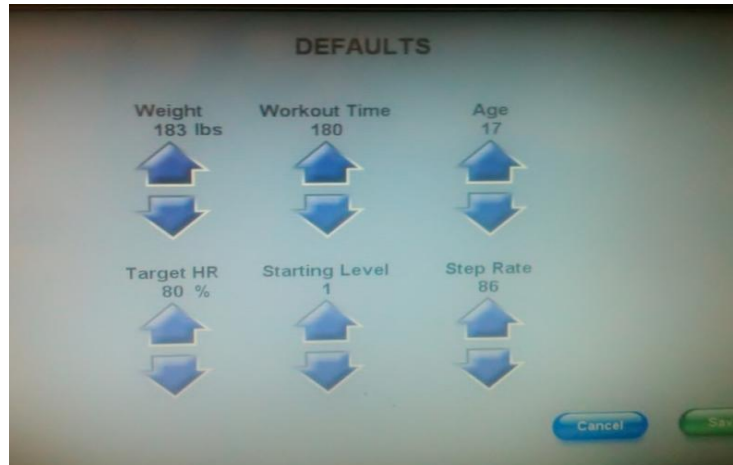 DEFAULTS
Weight Workout Time Age
183 lbs 180 17
Target HR Starting Level Step Rate
80 % 1 86
Cancel